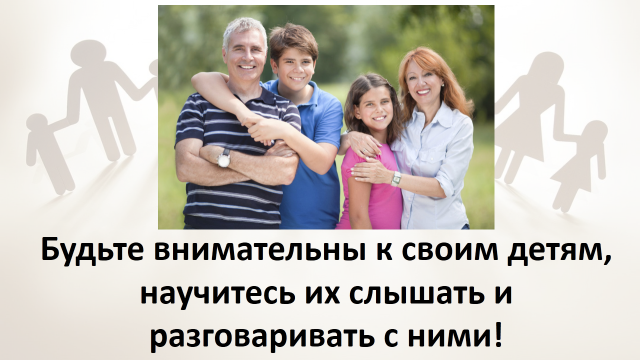 Будьте внимательны к своим детям,
научитесь их слышать и
разговаривать с ними!